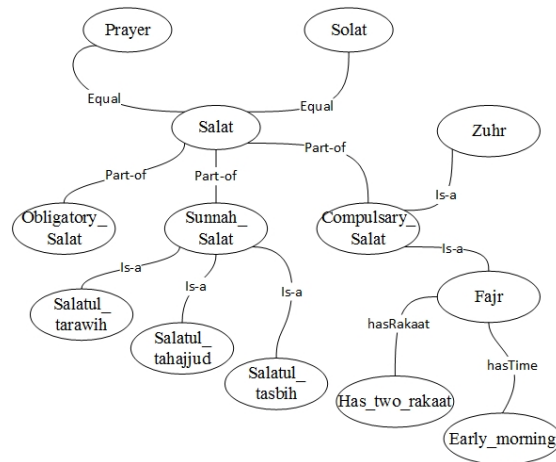 Prayer
Solat
Equal
Equal
Salat
Zuhr
Part-of
Part-of
Part-of
Is-a
Obligatory_
Salat
Sunnah_
Salat
Compulsary_
Salat
Is-a
Is-a
Is-a
Is-a
Salatul_
tarawih
Fajr
hasRakaat
Salatul_
tahajjud
hasTime
Salatul_
tasbih
Has_two_rakaat
Early_morning